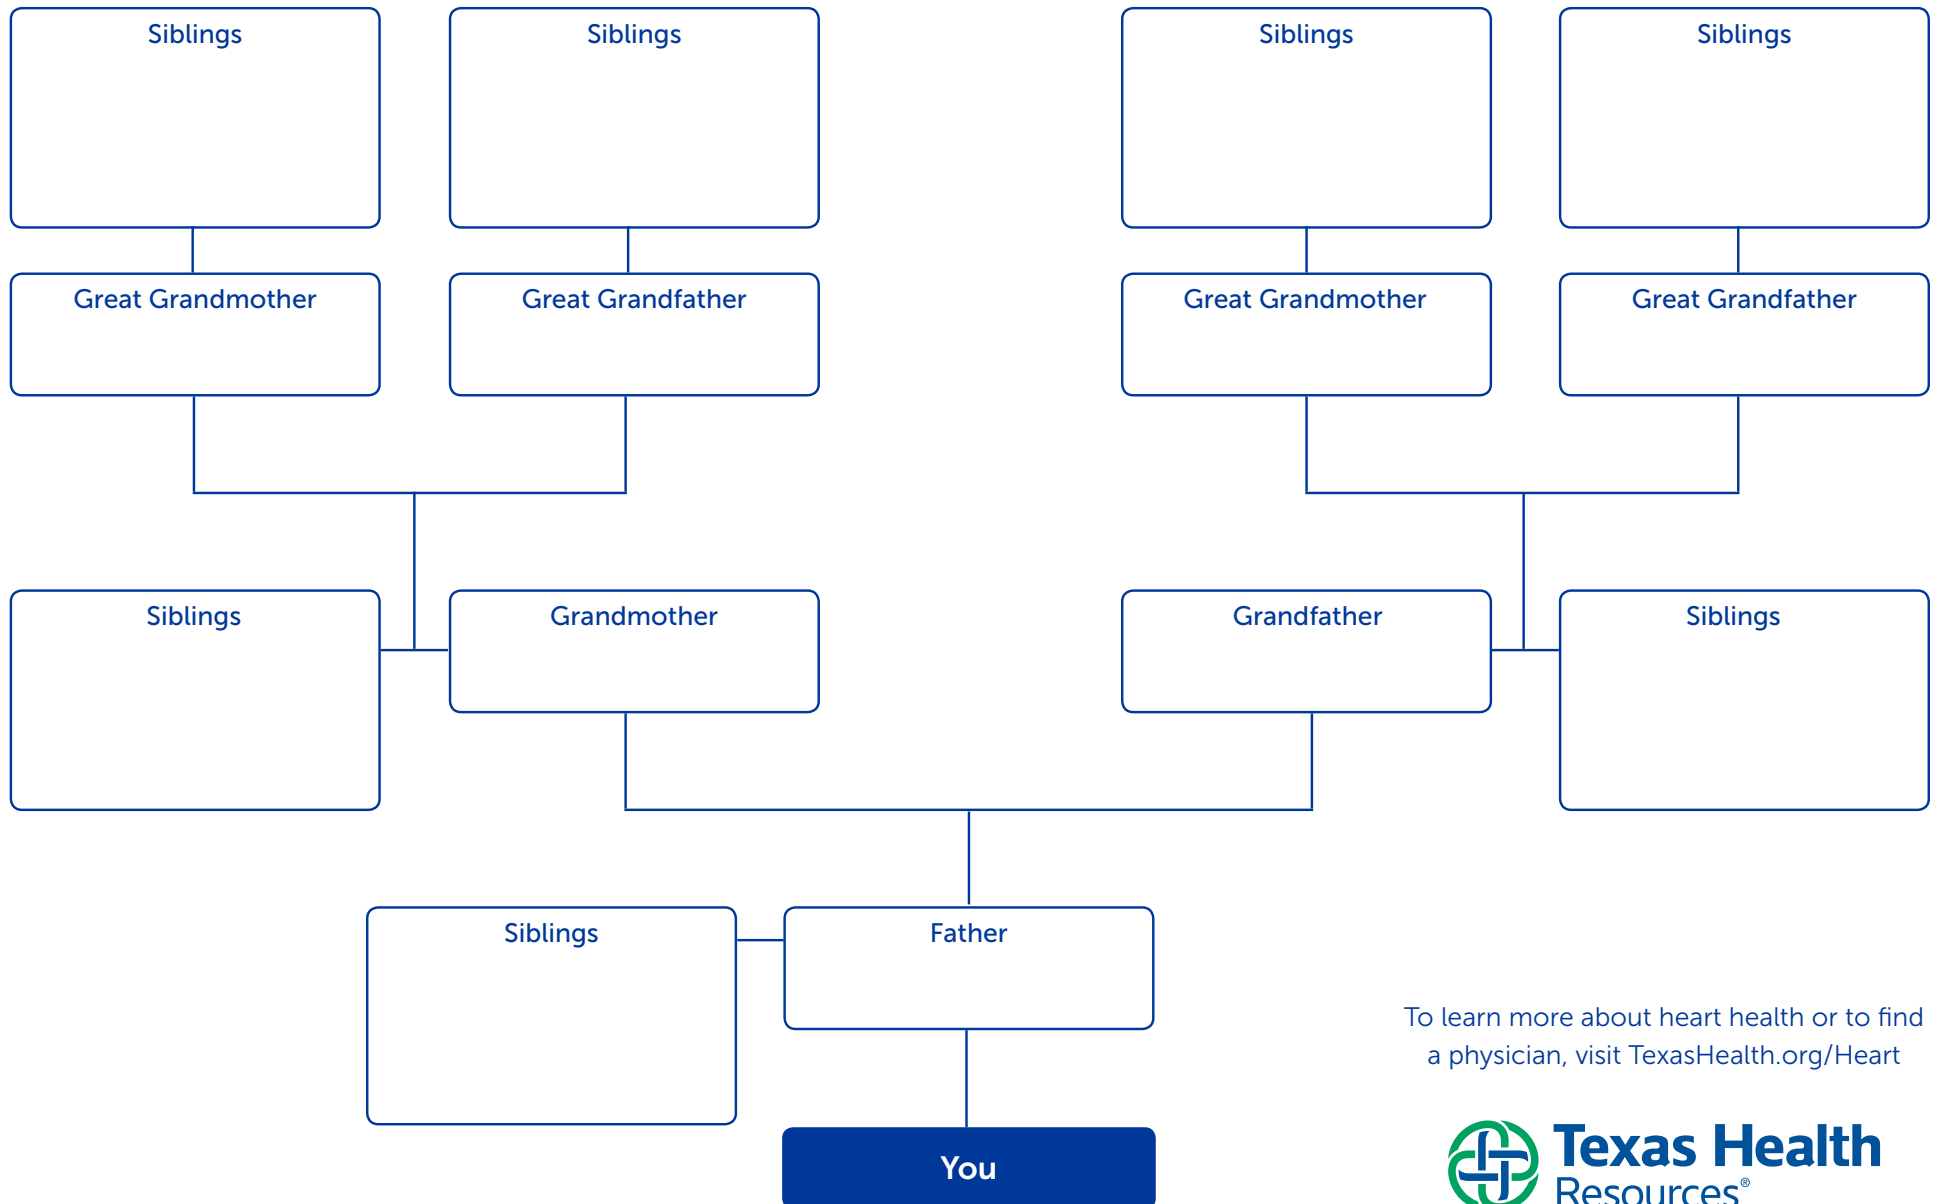 Siblings
Siblings
Siblings
Siblings
Great Grandmother
Great Grandfather
Great Grandmother
Great Grandfather
Siblings
Grandmother
Grandfather
Siblings
Siblings
Father
To learn more about heart health or to find
a physician, visit TexasHealth.org/Heart
You
Texas Health
Resources®